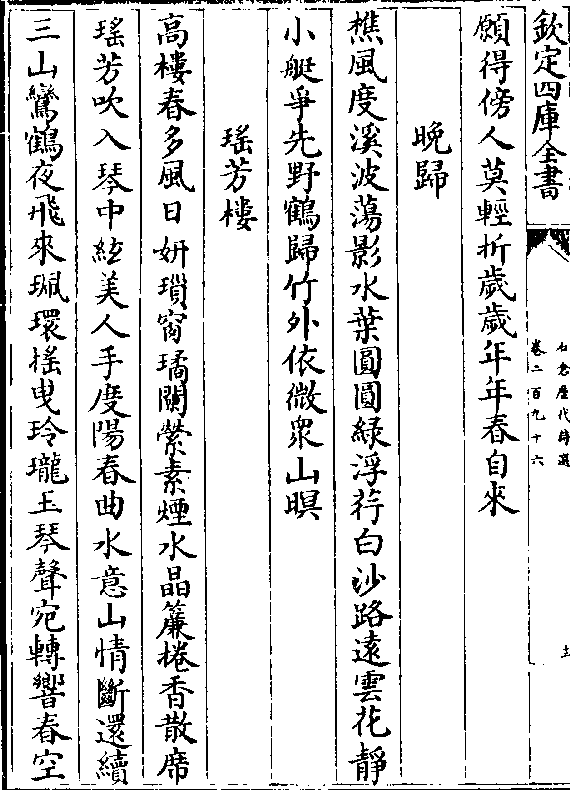 欽定四庫全書
石倉歷代詩選
卷二百九十六
十
願得傍人莫輕折歲歲年年春自來
晚歸
樵風度溪波蕩影水葉圓圓綠浮荇白沙路遠雲花靜
小艇爭先野鶴歸竹外依微衆山暝
瑤芳樓
高樓春多風日妍瑣窗璚闌縈素煙水晶簾捲香散席
瑤芳吹入琴中絃美人手度陽春曲水意山情斷還續
三山鸞鶴夜飛來珮環搖曳玲瓏玉琴聲宛轉響春空